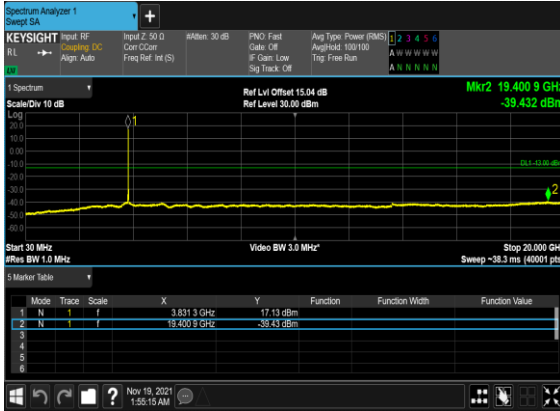 Spectrum Analyzer 1
Swept SA
+
KEYSIGHT Input: RF Input Z: 50 Ω #Atten: 30 dB PNO: Fast Avg Type: Power (RMS) 1 2 3 4 5 6
RL Coupling: DC Corr CCorr Gate: Off Avg|Hold: 100/100 A W W W W W
Align: Auto Freq Ref: Int (S) IF Gain: Low Trig: Free Run A N N N N N
Sig Track: Off
1 Spectrum Ref Lvl Offset 15.04 dB Mkr2 19.400 9 GHz
Scale/Div 10 dB Ref Level 30.00 dBm -39.432 dBm
Log
20.0
10.0
0.00
-10.0
-20.0
-30.0
-40.0
-50.0
-60.0
1
DL1 -13.00 dBm
2
Start 30 MHz Video BW 3.0 MHz* Stop 20.000 GHz
#Res BW 1.0 MHz Sweep ~38.3 ms (40001 pts)
5 Marker Table
Mode Trace Scale X Y Function Function Width Function Value
1 N 1 f 3.831 3 GHz 17.13 dBm
2 N 1 f 19.400 9 GHz -39.43 dBm
3
4
5
6
? Nov 19, 2021
1:55:15 AM